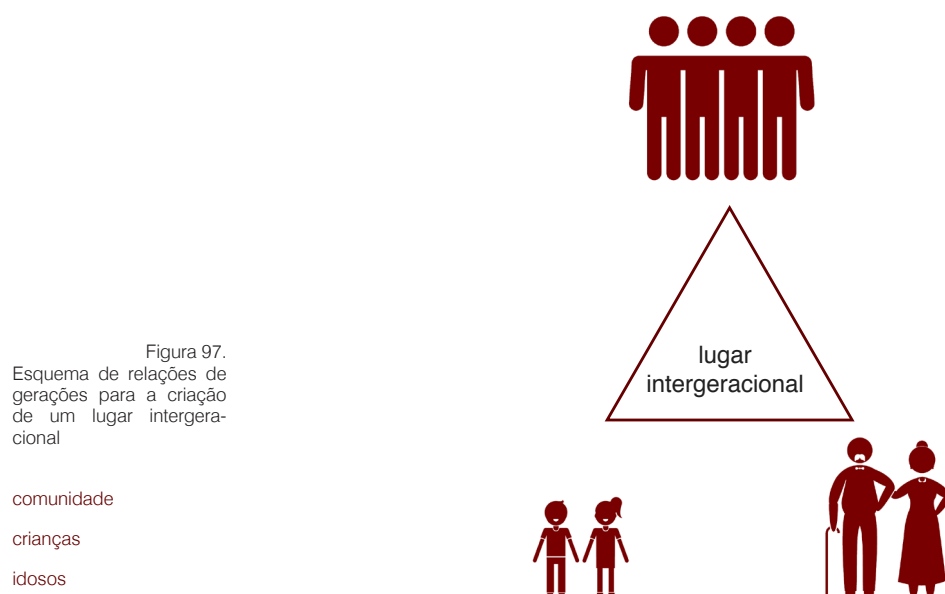 Figura 97.
Esquema de relações de
gerações para a criação
de um lugar intergera-
cional
comunidade
crianças
idosos
lugar
intergeracional